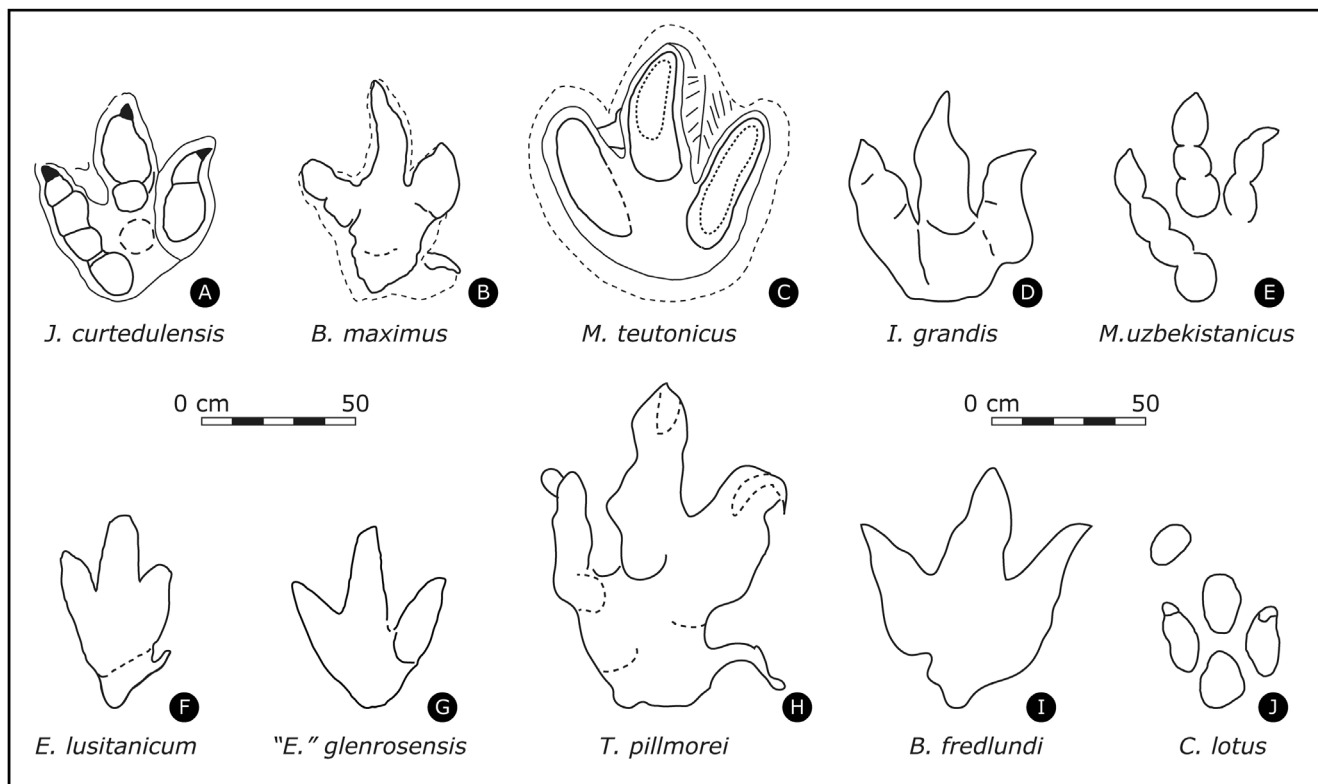 A B C D E
J. curtedulensis B. maximus M. teutonicus I. grandis M.uzbekistanicus
0 cm 50 0 cm 50
F G H I J
E. lusitanicum “E.” glenrosensis T. pillmorei B. fredlundi C. lotus